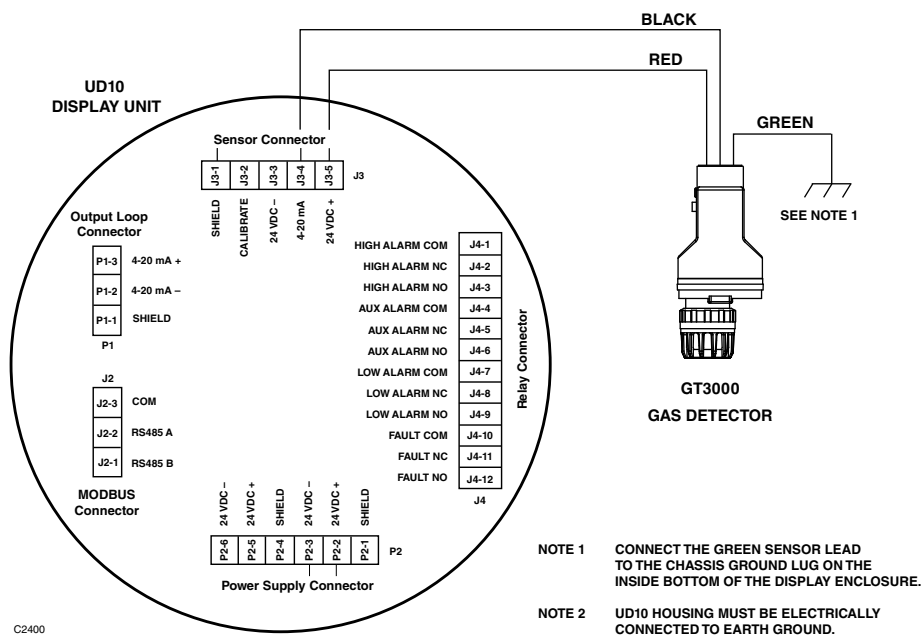 BLACK
RED
GREEN
SEE NOTE 1
UD10
DISPLAY UNIT
Sensor Connector
J3-1
J3-2
J3-3
J3-4
J3-5
J3
SHIELD
CALIBRATE
24 VDC –
4-20 mA
24 VDC +
Output Loop
Connector
P1-3 4-20 mA +
P1-2 4-20 mA –
P1-1 SHIELD
P1
J2
J2-3 COM
J2-2 RS485 A
J2-1 RS485 B
MODBUS
Connector
HIGH ALARM COM J4-1
HIGH ALARM NC J4-2
HIGH ALARM NO J4-3
AUX ALARM COM J4-4
AUX ALARM NC J4-5
AUX ALARM NO J4-6
LOW ALARM COM J4-7
LOW ALARM NC J4-8
LOW ALARM NO J4-9
FAULT COM J4-10
FAULT NC J4-11
FAULT NO J4-12
J4
Relay Connector
GT3000
GAS DETECTOR
24 VDC –
24 VDC +
SHIELD
24 VDC –
24 VDC +
SHIELD
P2-6
P2-5
P2-4
P2-3
P2-2
P2-1
P2
Power Supply Connector
NOTE 1 CONNECT THE GREEN SENSOR LEAD
TO THE CHASSIS GROUND LUG ON THE
INSIDE BOTTOM OF THE DISPLAY ENCLOSURE.
NOTE 2 UD10 HOUSING MUST BE ELECTRICALLY
CONNECTED TO EARTH GROUND.
C2400